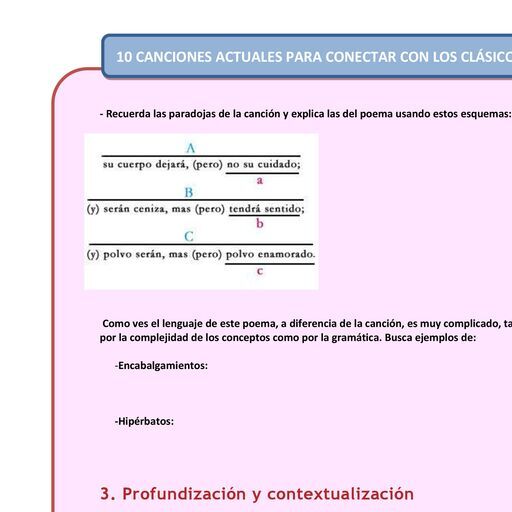 10 CANCIONES ACTUALES PARA CONECTAR CON LOS CLÁSICO
- Recuerda las paradojas de la canción y explica las del poema usando estos esquemas:
A
su cuerpo dejará, (pero) no su cuidado;
a
B
(y) serán ceniza, mas (pero) tendrá sentido;
b
C
(y) polvo serán, mas (pero) polvo enamorado.
c
Como ves el lenguaje de este poema, a diferencia de la canción, es muy complicado, ta
por la complejidad de los conceptos como por la gramática. Busca ejemplos de:
-Encabalgamientos:
-Hipérbatos:
3. Profundización y contextualización